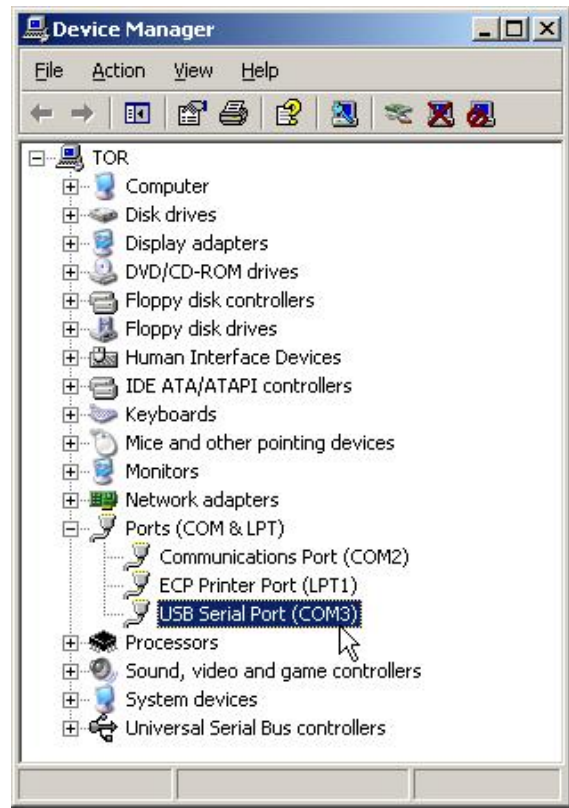 Device Manager
File Action View Help
TOR
Computer
Disk drives
Display adapters
DVD/CD-ROM drives
Floppy disk controllers
Floppy disk drives
Human Interface Devices
IDE ATA/ATAPI controllers
Keyboards
Mice and other pointing devices
Monitors
Network adapters
Ports (COM & LPT)
Communications Port (COM2)
ECP Printer Port (LPT1)
USB Serial Port (COM3)
Processors
Sound, video and game controllers
System devices
Universal Serial Bus controllers